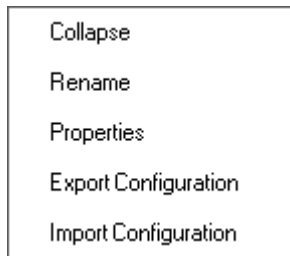 Collapse
Rename
Properties
Export Configuration
Import Configuration